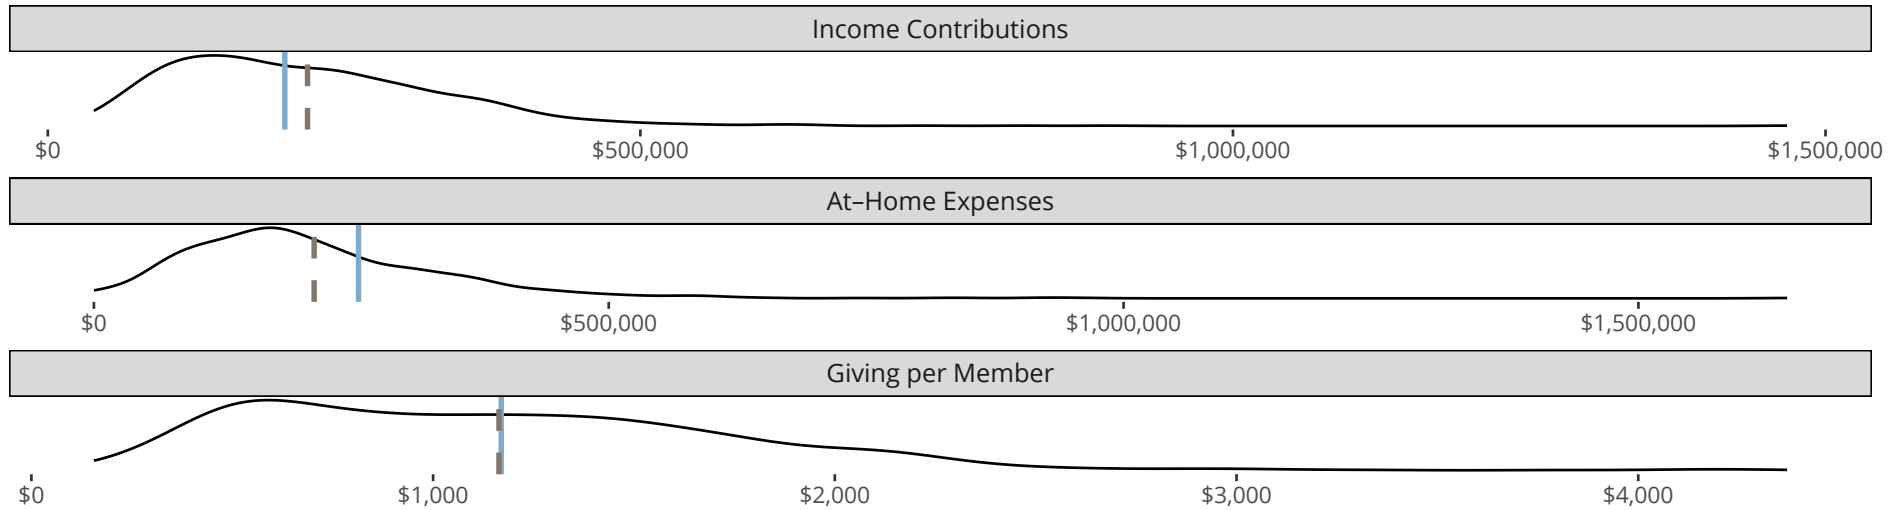 Income Contributions
$0 $500,000 $1,000,000 $1,500,000
At–Home Expenses
$0 $500,000 $1,000,000 $1,500,000
Giving per Member
$0 $1,000 $2,000 $3,000 $4,000